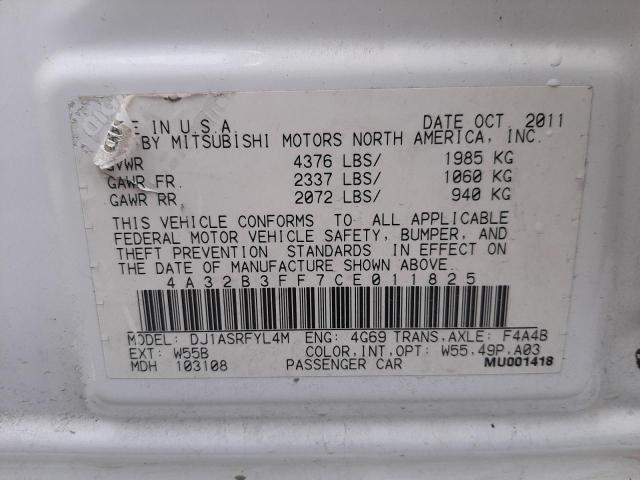 E IN U.S.A. DATE OCT. 2011
BY MITSUBISHI MOTORS NORTH AMERICA, INC.
GVWR 4376 LBS/ 1985 KG
GAWR FR. 2337 LBS/ 1060 KG
GAWR RR. 2072 LBS/ 940 KG
THIS VEHICLE CONFORMS TO ALL APPLICABLE
FEDERAL MOTOR VEHICLE SAFETY, BUMPER, AND
THEFT PREVENTION STANDARDS IN EFFECT ON
THE DATE OF MANUFACTURE SHOWN ABOVE.
4A32B3FF7CE011825
MODEL: DJ1ASRFYL4M ENG: 4G69 TRANS,AXLE: F4A4B
EXT: W55B COLOR,INT,OPT: W55,49P,A03
MDH 103108 PASSENGER CAR MU001418